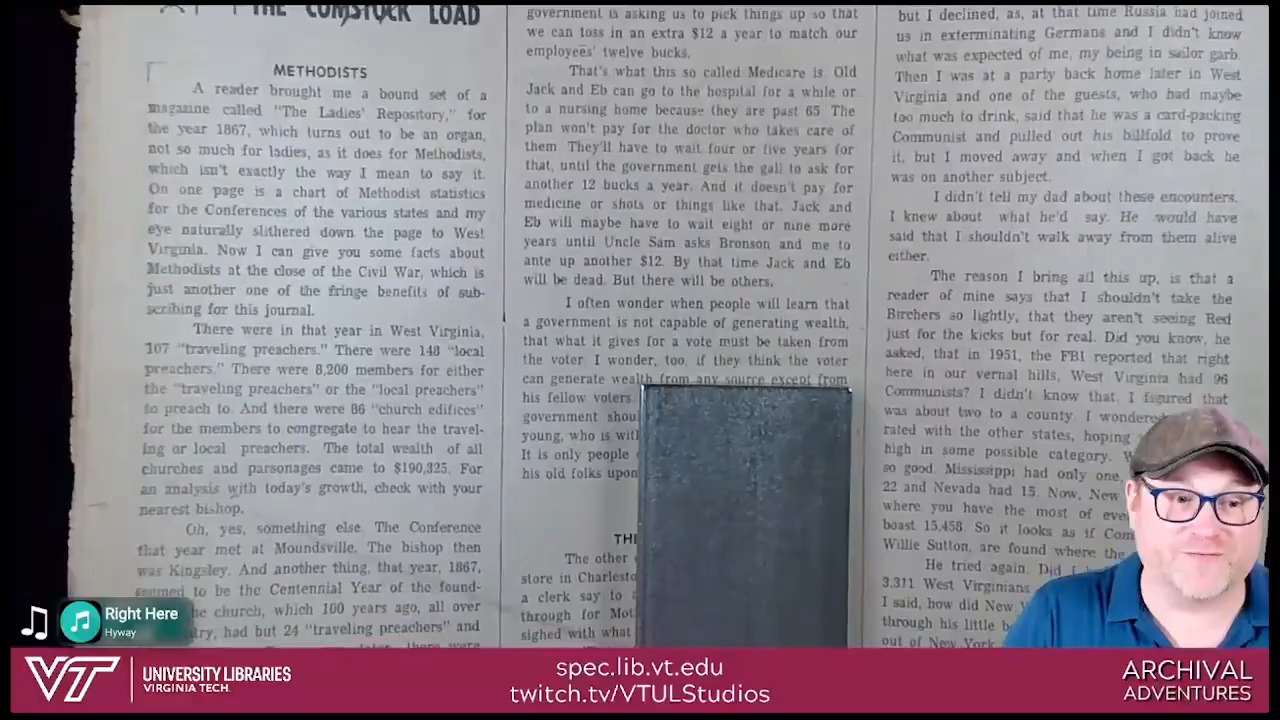 THE COMSTOCK LOAD
METHODISTS
A reader brought me a bound set of a
magazine called "The Ladies' Repository," for
the year 1867, which turns out to be an organ,
not so much for ladies, as it does for Methodists,
which isn't exactly the way I mean to say it.
On one page is a chart of Methodist statistics
for the Conferences of the various states and my
eye naturally slithered down the page to West
Virginia. Now I can give you some facts about
Methodists at the close of the Civil War, which is
just another one of the fringe benefits of sub-
scribing for this journal.
There were in that year in West Virginia,
107 "traveling preachers." There were 148 "local
preachers." There were 8,200 members for either
the "traveling preachers" or the "local preachers"
to preach to. And there were 86 "church edifices"
for the members to congregate to hear the travel-
ing or local preachers. The total wealth of all
churches and parsonages came to $190,325. For
an analysis with today's growth, check with your
nearest bishop.
Oh, yes, something else. The Conference
that year met at Moundsville. The bishop then
was Kingsley. And another thing, that year, 1867,
seemed to be the Centennial Year of the found-
the church, which 100 years ago, all over
had but 24 "traveling preachers" and
government is asking us to pick things up so that
we can toss in an extra $12 a year to match our
employees' twelve bucks.
That's what this so called Medicare is. Old
Jack and Eb can go to the hospital for a while or
to a nursing home because they are past 65. The
plan won't pay for the doctor who takes care of
them. They'll have to wait four or five years for
that, until the government gets the gall to ask for
another 12 bucks a year. And it doesn't pay for
medicine or shots or things like that. Jack and
Eb will maybe have to wait eight or nine more
years until Uncle Sam asks Bronson and me to
ante up another $12. By that time Jack and Eb
will be dead. But there will be others.
I often wonder when people will learn that
a government is not capable of generating wealth,
that what it gives for a vote must be taken from
the voter. I wonder, too, if they think the voter
can generate wealth from any source except from
his fellow voters.
government
young, who is
It is only people
his old folks upon
The other
store in
a clerk say to
through for
sighed with what
but I declined, as, at that time Russia had joined
us in exterminating Germans and I didn't know
what was expected of me, my being in sailor garb.
Then I was at a party back home later in West
Virginia and one of the guests, who had maybe
too much to drink, said that he was a card-packing
Communist and pulled out his billfold to prove
it, but I moved away and when I got back he
was on another subject.
I didn't tell my dad about these encounters.
I knew about what he'd say. He would have
said that I shouldn't walk away from them alive
either.
The reason I bring all this up, is that a
reader of mine says that I shouldn't take the
Birchers so lightly, that they aren't seeing Red
just for the kicks but for real. Did you know, he
asked, that in 1951, the FBI reported that right
here in our vernal hills, West Virginia had 96
Communists? I didn't know that. I figured that
was about two to a county. I wondered
rated with the other states, hoping
high in some possible category.
so good. Mississippi had only one,
22 and Nevada had 15. Now, New
where you have the most of
boast 15,458. So it looks as if
Willie Sutton, are found where the
He tried again. Did
3,311 West Virginians
I said, how did New
through his little
out of New York
Right Here
Hyway
VT
UNIVERSITY LIBRARIES
VIRGINIA TECH.
spec.lib.vt.edu
twitch.tv/VTULStudios
ARCHIVAL
ADVENTURES